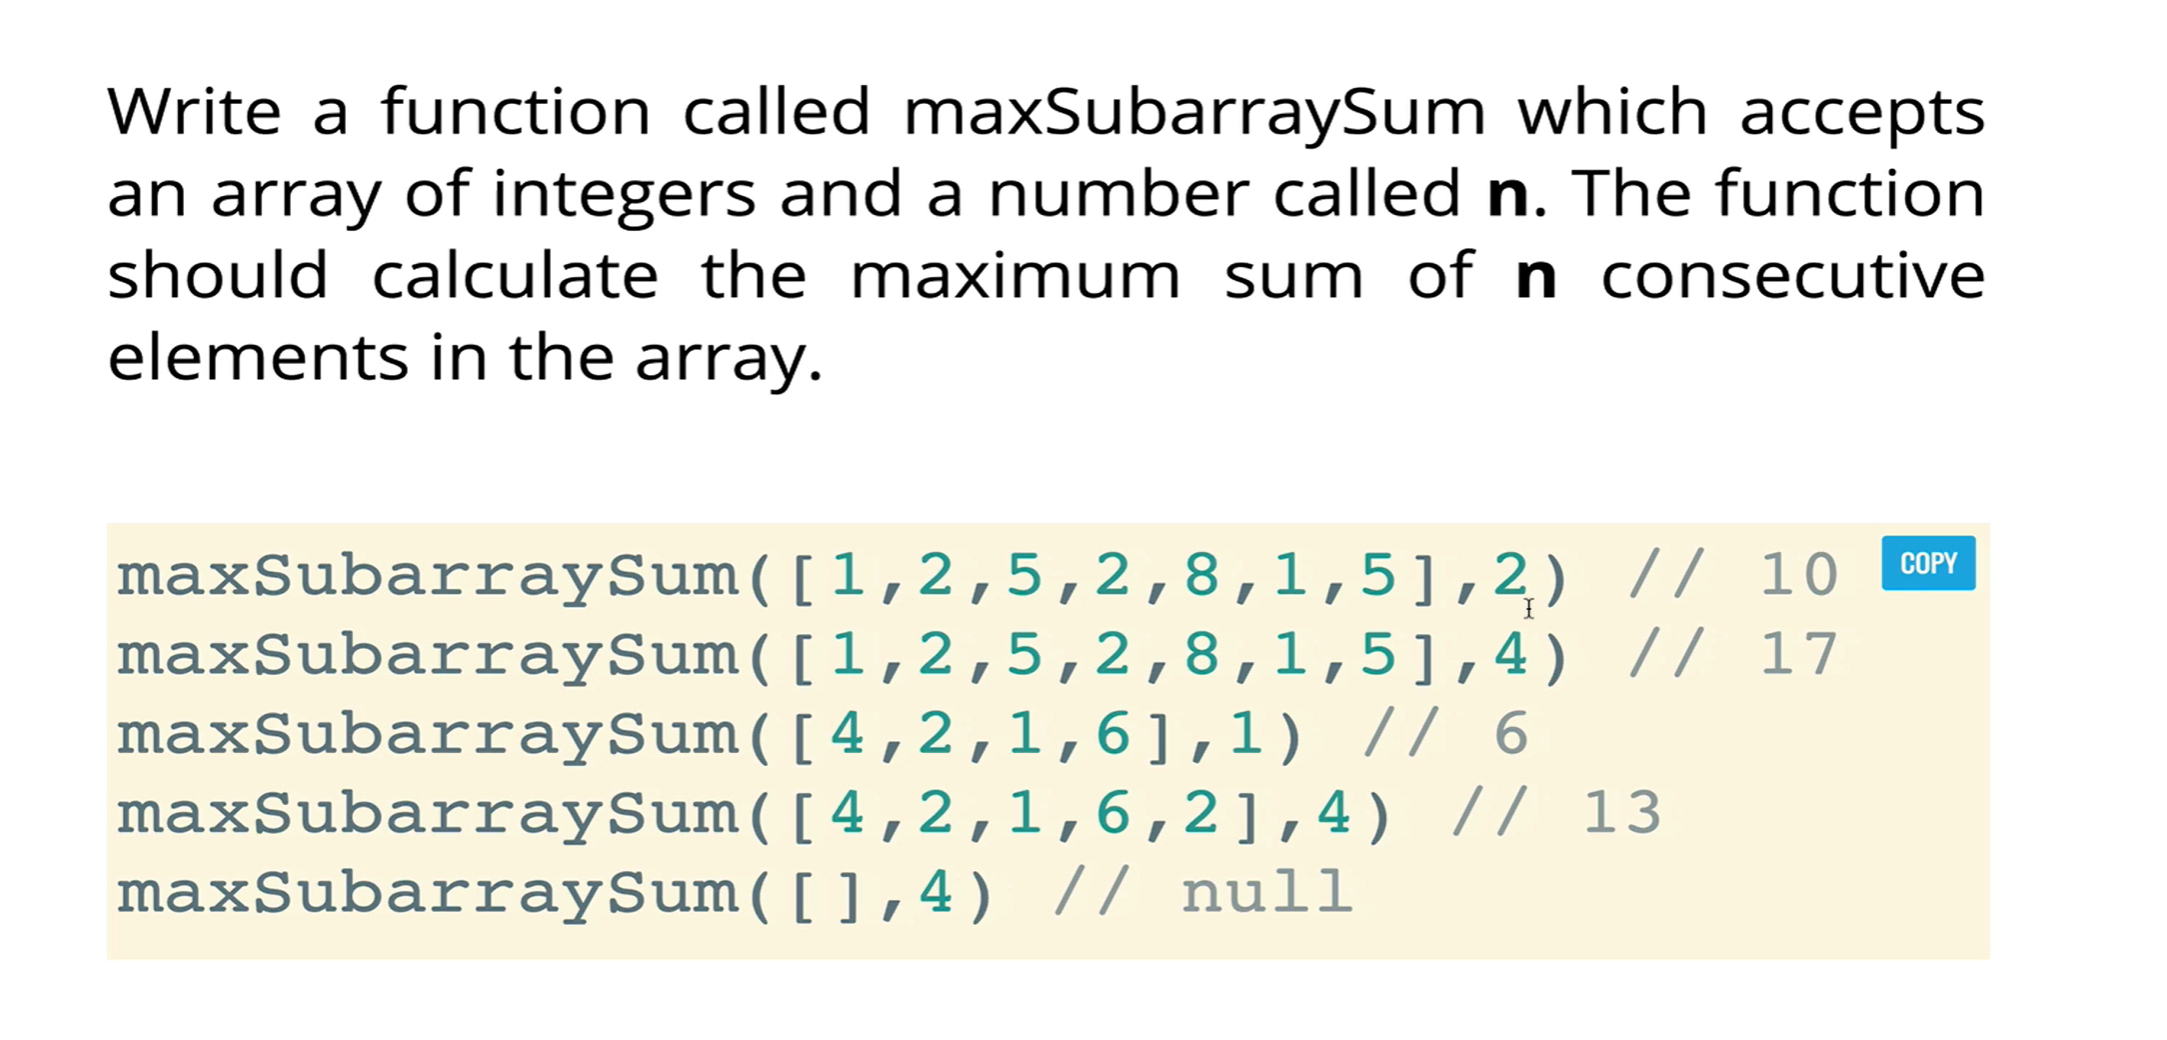 Write a function called maxSubarraySum which accepts
an array of integers and a number called n. The function
should calculate the maximum sum of n consecutive
elements in the array.
maxSubarraySum([1,2,5,2,8,1,5],2) // 10
COPY
maxSubarraySum([1,2,5,2,8,1,5],4) // 17
maxSubarraySum([4,2,1,6],1) // 6
maxSubarraySum([4,2,1,6,2],4) // 13
maxSubarraySum([],4) // null